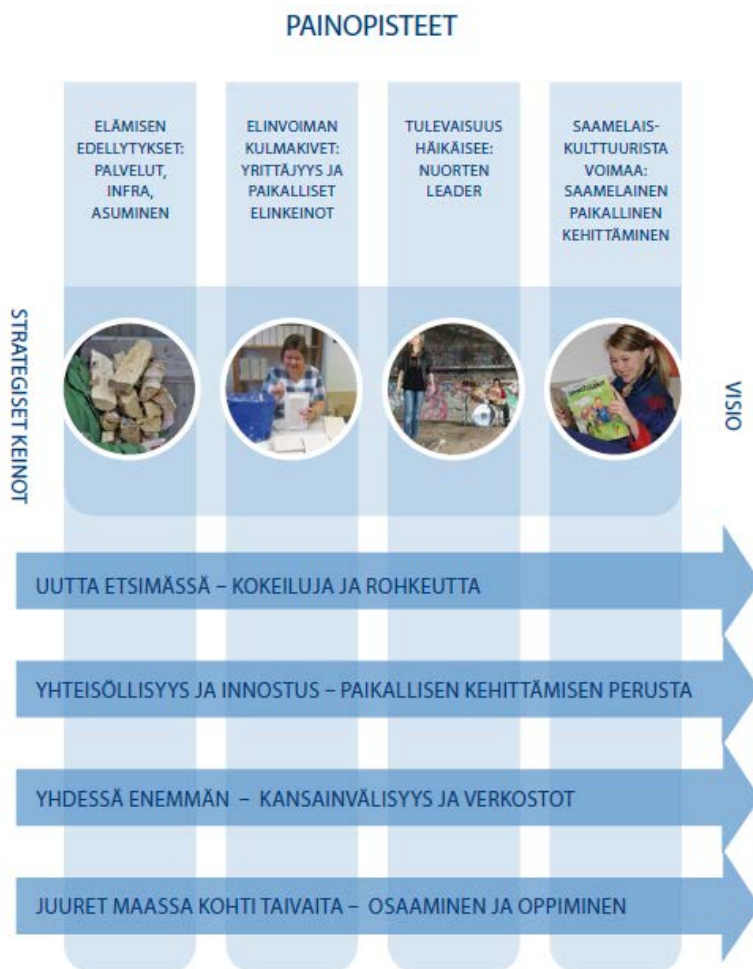 PAINOPISTEET
ELÄMISEN
EDELLYTYKSET:
PALVELUT,
INFRA,
ASUMINEN
ELINVOIMAN
KULMAKIVET:
YRITTÄJYYS JA
PAIKALLISET
ELINKEINOT
TULEVAISUUS
HÄIKÄISEE:
NUORTEN
LEADER
SAAMELAIS-
KULTTUURISTA
VOIMAA:
SAAMELAINEN
PAIKALLINEN
KEHITTÄMINEN
STRATEGISET KEINOT
VISIO
UUTTA ETSIMÄSSÄ – KOKEILUJA JA ROHKEUTTA
YHTEISÖLLISYYS JA INNOSTUS – PAIKALLISEN KEHITTÄMISEN PERUSTA
YHDESSÄ ENEMMÄN – KANSAINVÄLISYYS JA VERKOSTOT
JUURET MAASSA KOHTI TAIVAITA – OSAAMINEN JA OPPIMINEN